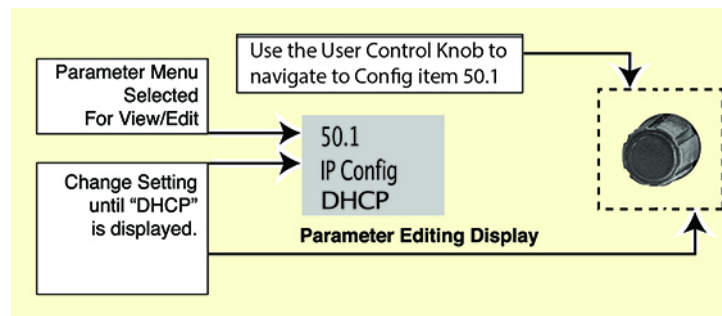 Use the User Control Knob to
navigate to Config item 50.1
Parameter Menu
Selected
For View/Edit
50.1
IP Config
DHCP
Change Setting
until “DHCP”
is displayed.
Parameter Editing Display